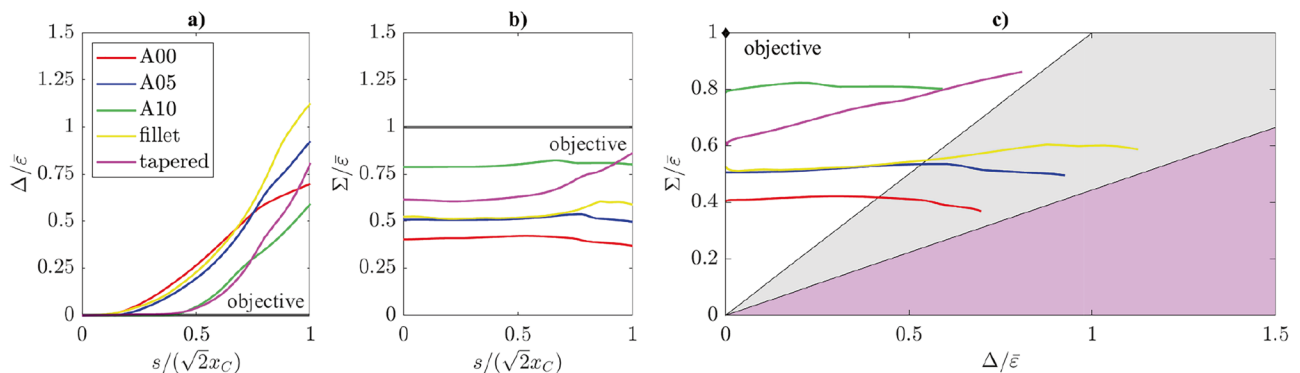 a)
1.5
1.25
1
0.75
0.5
0.25
0
Δ/ε̄
A00
A05
A10
fillet
tapered
objective
0 0.5 1
s/(√2x_C)
b)
1.5
1.25
1
0.75
0.5
0.25
0
Σ/ε̄
objective
0 0.5 1
s/(√2x_C)
c)
1
0.8
0.6
0.4
0.2
0
Σ/ε̄
objective
0 0.5 1 1.5
Δ/ε̄